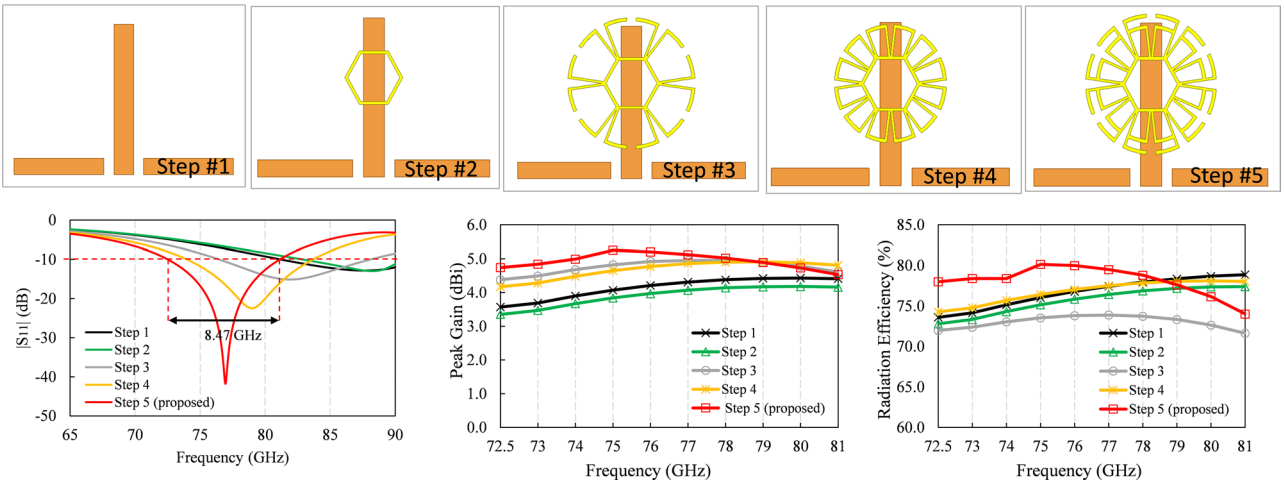 Step #1
Step #2
Step #3
Step #4
Step #5
0
-10
-20
-30
-40
-50
|S11| (dB)
8.47 GHz
Step 1
Step 2
Step 3
Step 4
Step 5 (proposed)
65 70 75 80 85 90
Frequency (GHz)
6.0
5.0
4.0
3.0
2.0
1.0
0.0
Peak Gain (dBi)
Step 1
Step 2
Step 3
Step 4
Step 5 (proposed)
72.5 73 74 75 76 77 78 79 80 81
Frequency (GHz)
85.0
80.0
75.0
70.0
65.0
60.0
Radiation Efficiency (%)
Step 1
Step 2
Step 3
Step 4
Step 5 (proposed)
72.5 73 74 75 76 77 78 79 80 81
Frequency (GHz)